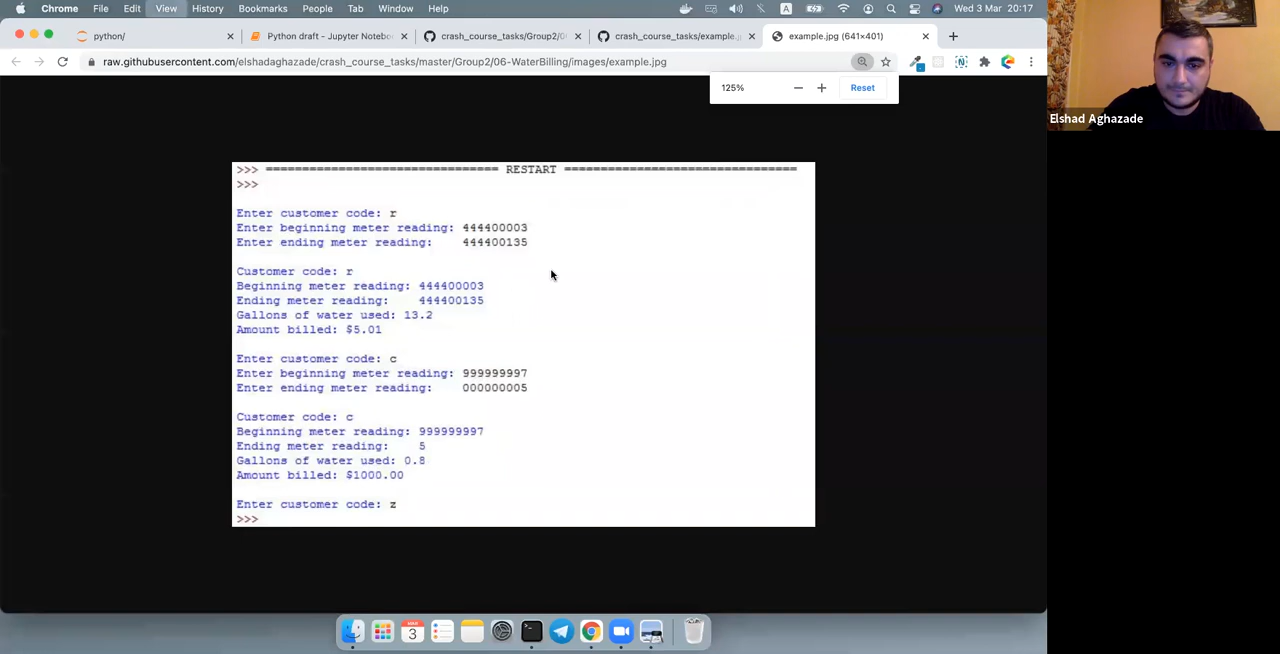 Chrome File Edit View History Bookmarks People Tab Window Help A Wed 3 Mar 20:17
python/ Python draft - Jupyter Notebo crash_course_tasks/Group2/0 crash_course_tasks/example. example.jpg (641×401)
raw.githubusercontent.com/elshadaghazade/crash_course_tasks/master/Group2/06-WaterBilling/images/example.jpg
125% Reset
Elshad Aghazade
>>> ================================ RESTART ================================
>>>
Enter customer code: r
Enter beginning meter reading: 444400003
Enter ending meter reading: 444400135
Customer code: r
Beginning meter reading: 444400003
Ending meter reading: 444400135
Gallons of water used: 13.2
Amount billed: $5.01
Enter customer code: c
Enter beginning meter reading: 999999997
Enter ending meter reading: 000000005
Customer code: c
Beginning meter reading: 999999997
Ending meter reading: 5
Gallons of water used: 0.8
Amount billed: $1000.00
Enter customer code: z
>>>
3